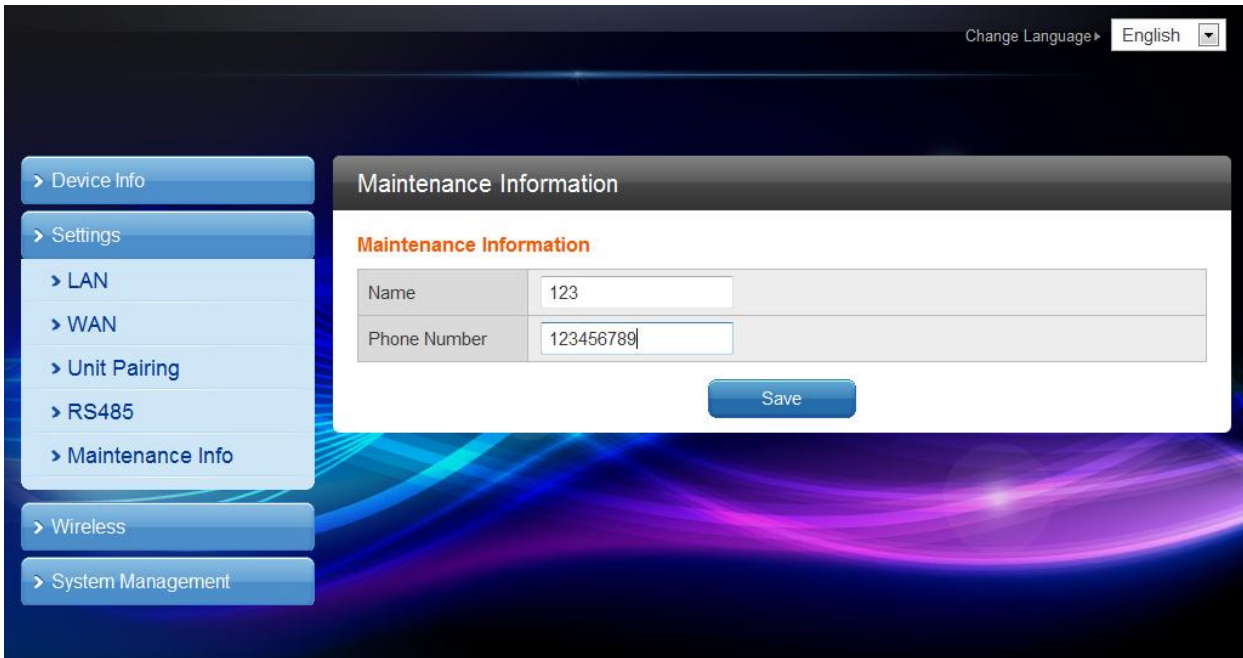 Change Language
English
Device Info
Settings
LAN
WAN
Unit Pairing
RS485
Maintenance Info
Wireless
System Management
Maintenance Information
Maintenance Information
Name 123
Phone Number 123456789
Save